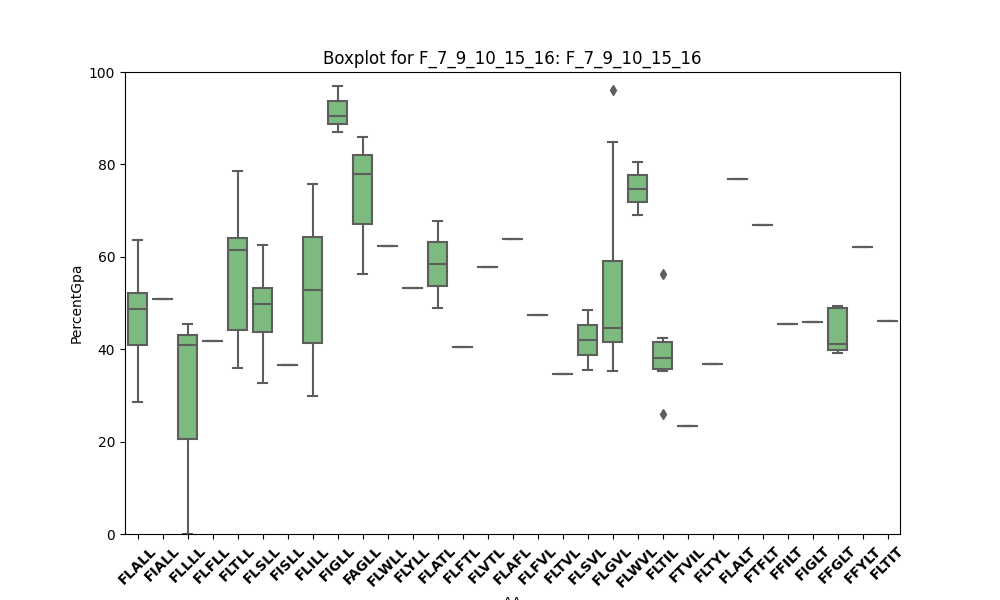 Boxplot for F_7_9_10_15_16: F_7_9_10_15_16
PercentGpa
100
80
60
40
20
0
FLALL
FIALL
FLLLL
FLFLL
FLTLL
FLSLL
FISLL
FLILL
FIGLL
FAGLL
FLWLL
FLYLL
FLATL
FLFTL
FLVTL
FLAFL
FLFVL
FLTVL
FLSVL
FLGVL
FLWVL
FLTIL
FTVIL
FLTYL
FLALT
FTFLT
FFILT
FIGLT
FFGLT
FFYLT
FLTIT